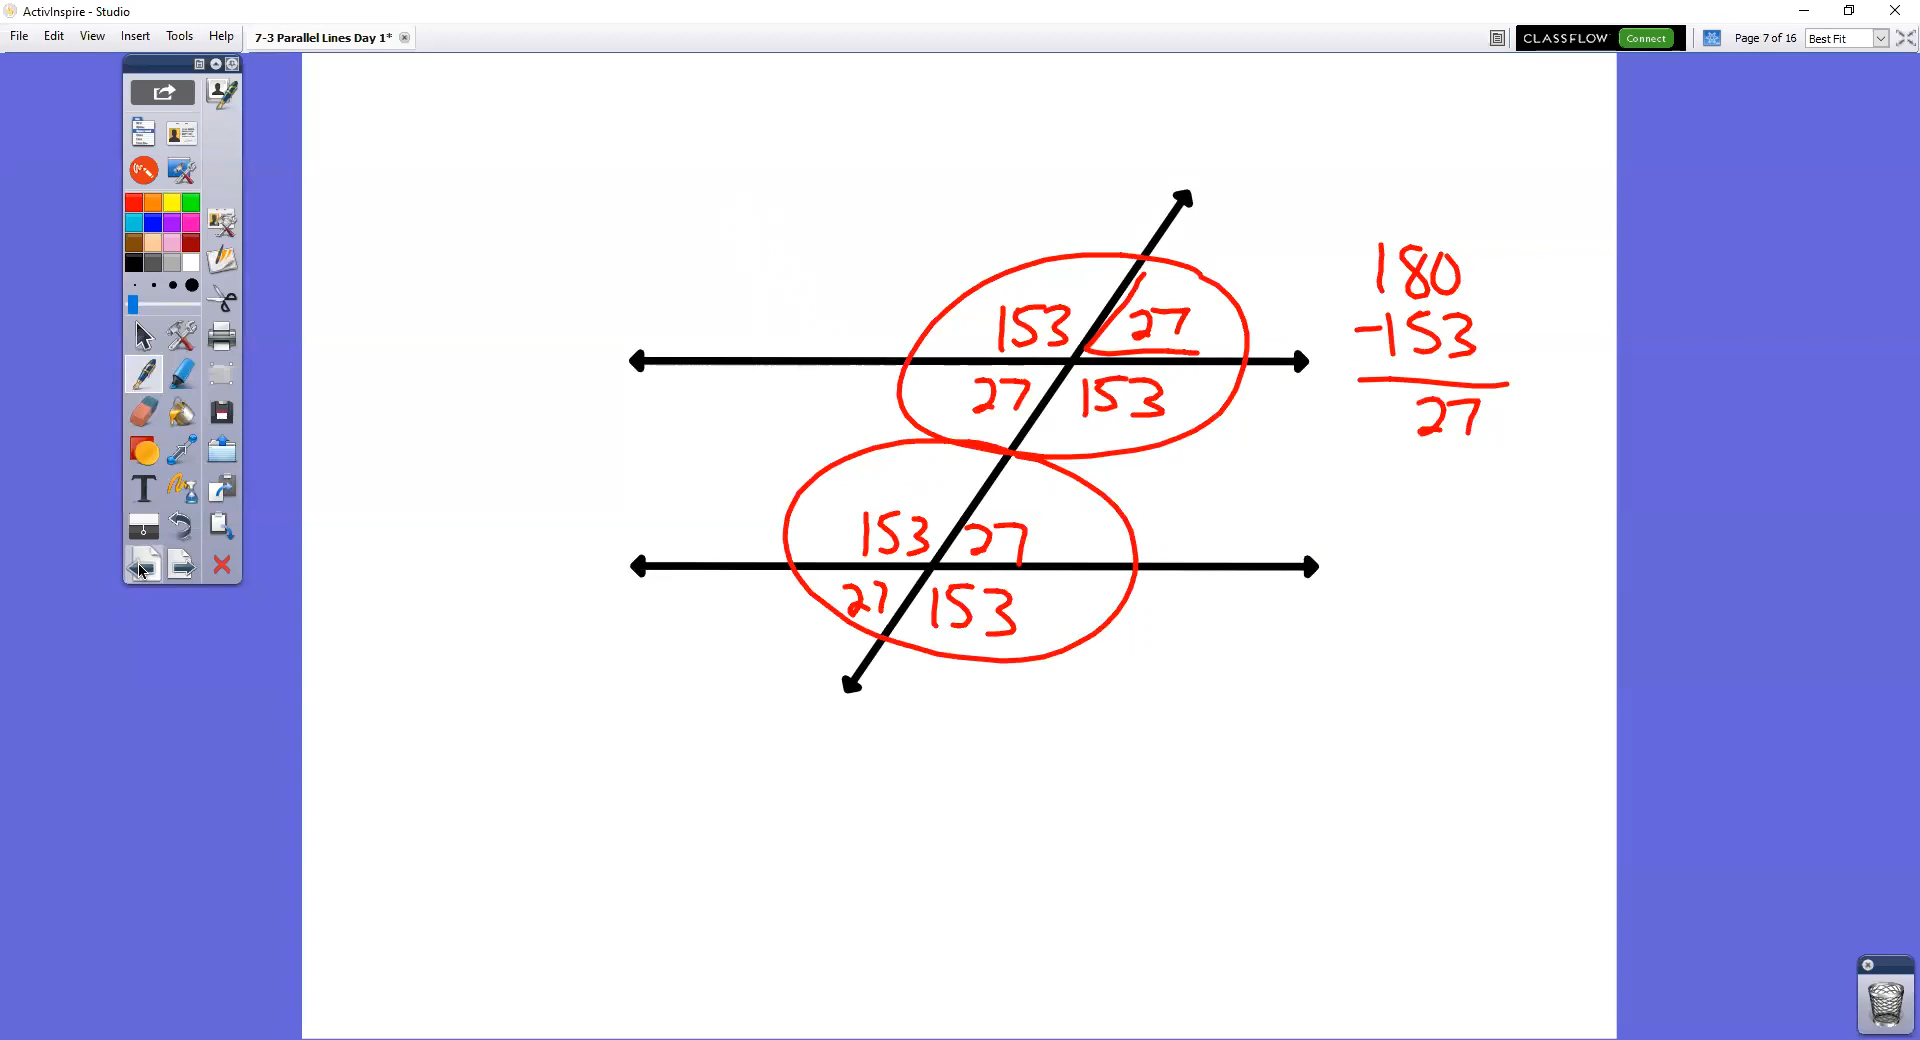 ActivInspire - Studio
File Edit View Insert Tools Help 7-3 Parallel Lines Day 1*
CLASSFLOW Connect Page 7 of 16 Best Fit
T
180
-153
27
153 27
27 153
153 27
27 153